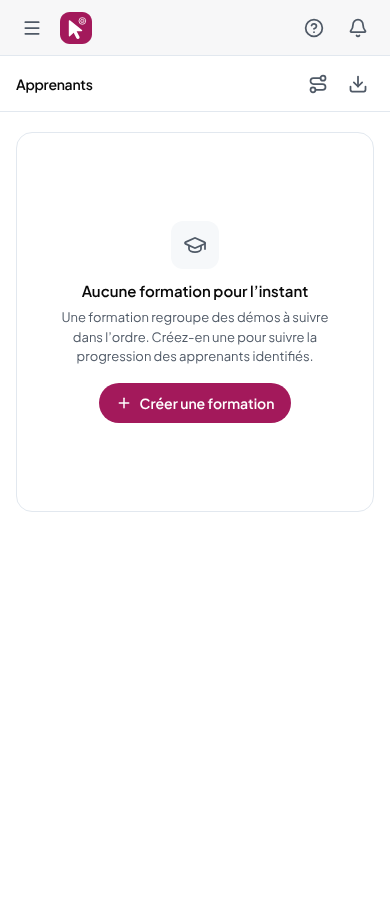 Apprenants
Aucune formation pour l’instant
Une formation regroupe des démos à suivre
dans l’ordre. Créez-en une pour suivre la
progression des apprenants identifiés.
Créer une formation